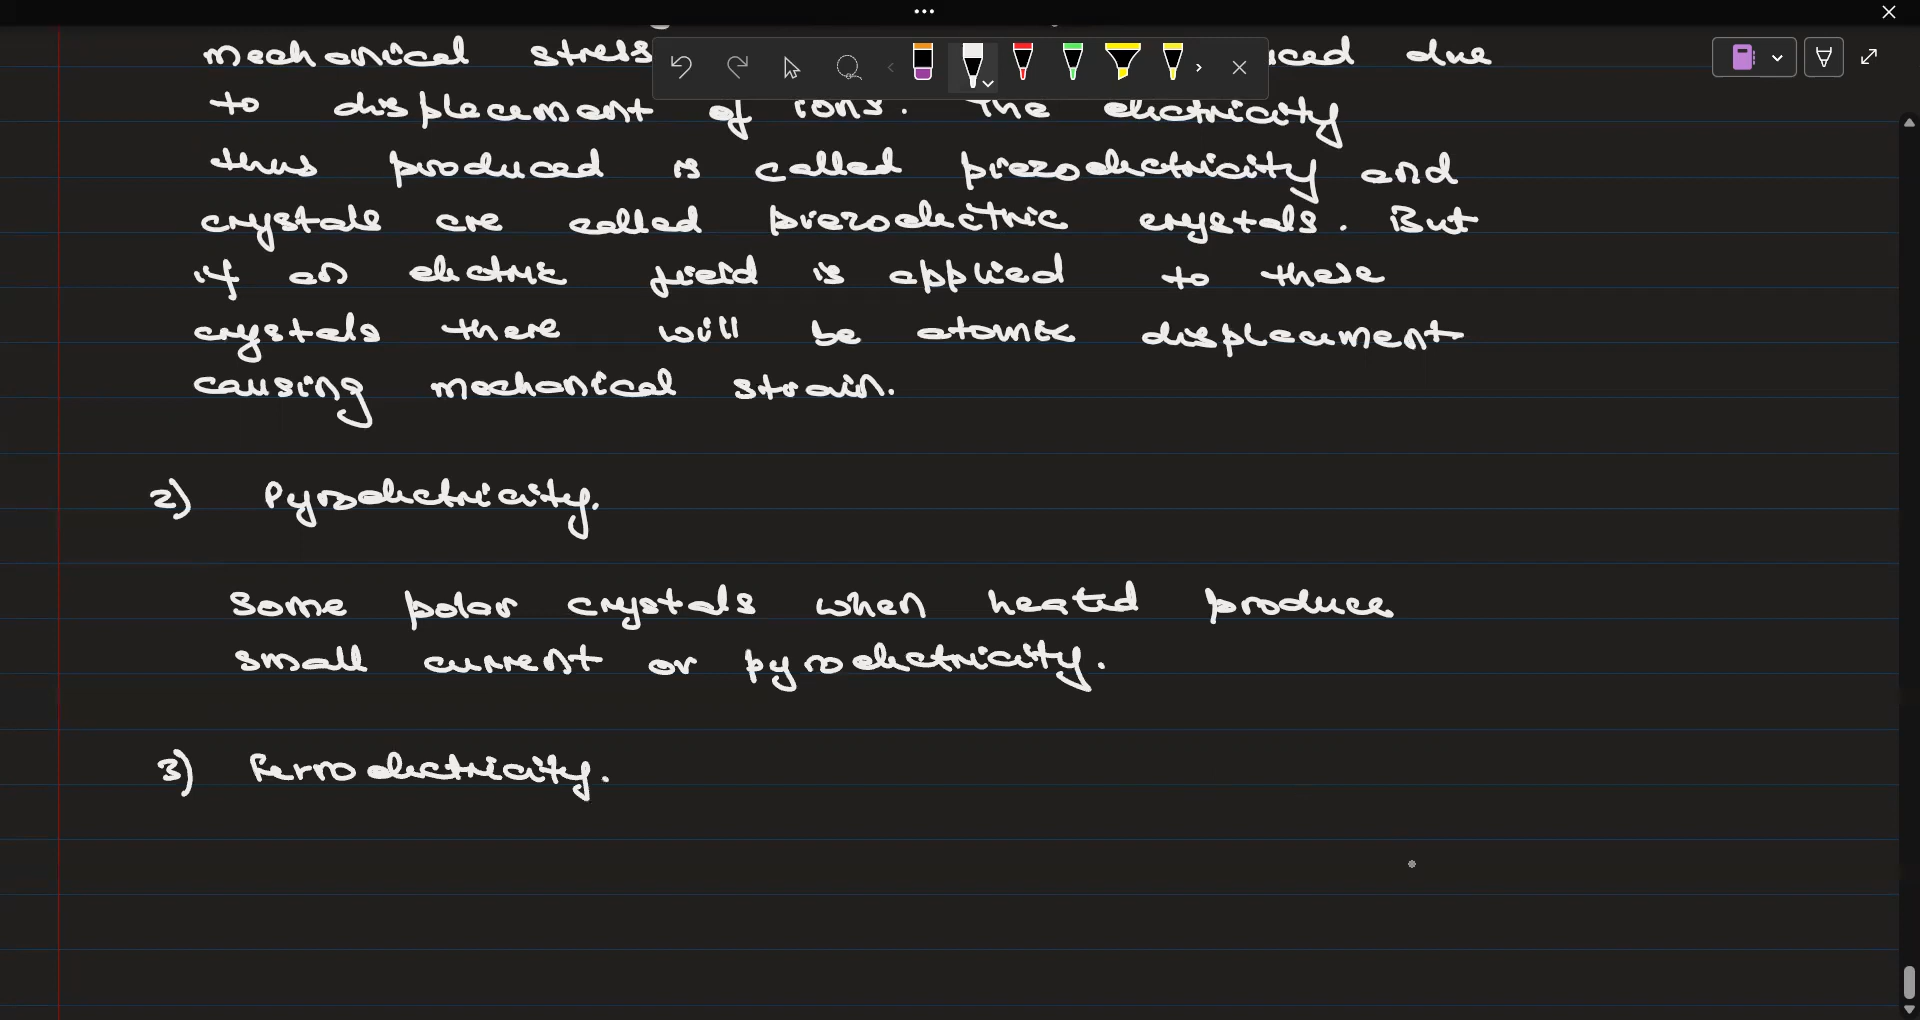 mechanical stress uced due
to displacement of ions. The electricity
thus produced is called piezoelectricity and
crystals are called piezoelectric crystals. But
if an electric field is applied to these
crystals there will be atomic displacement
causing mechanical strain.
2) Pyroelectricity.
Some polar crystals when heated produce
small current or pyroelectricity.
3) Ferroelectricity.